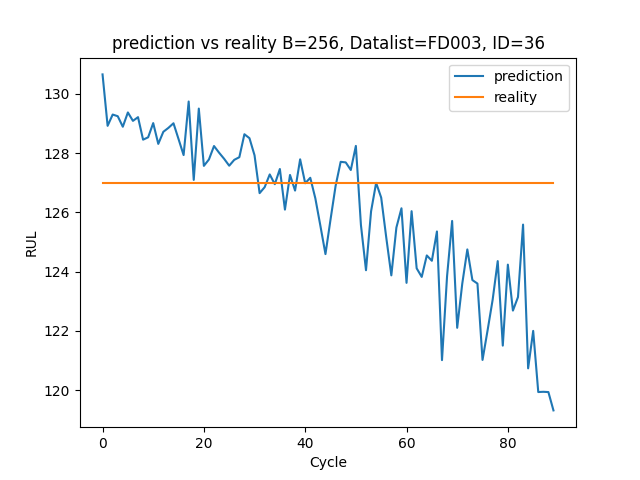 prediction vs reality B=256, Datalist=FD003, ID=36
prediction
reality
RUL
130
128
126
124
122
120
0 20 40 60 80
Cycle